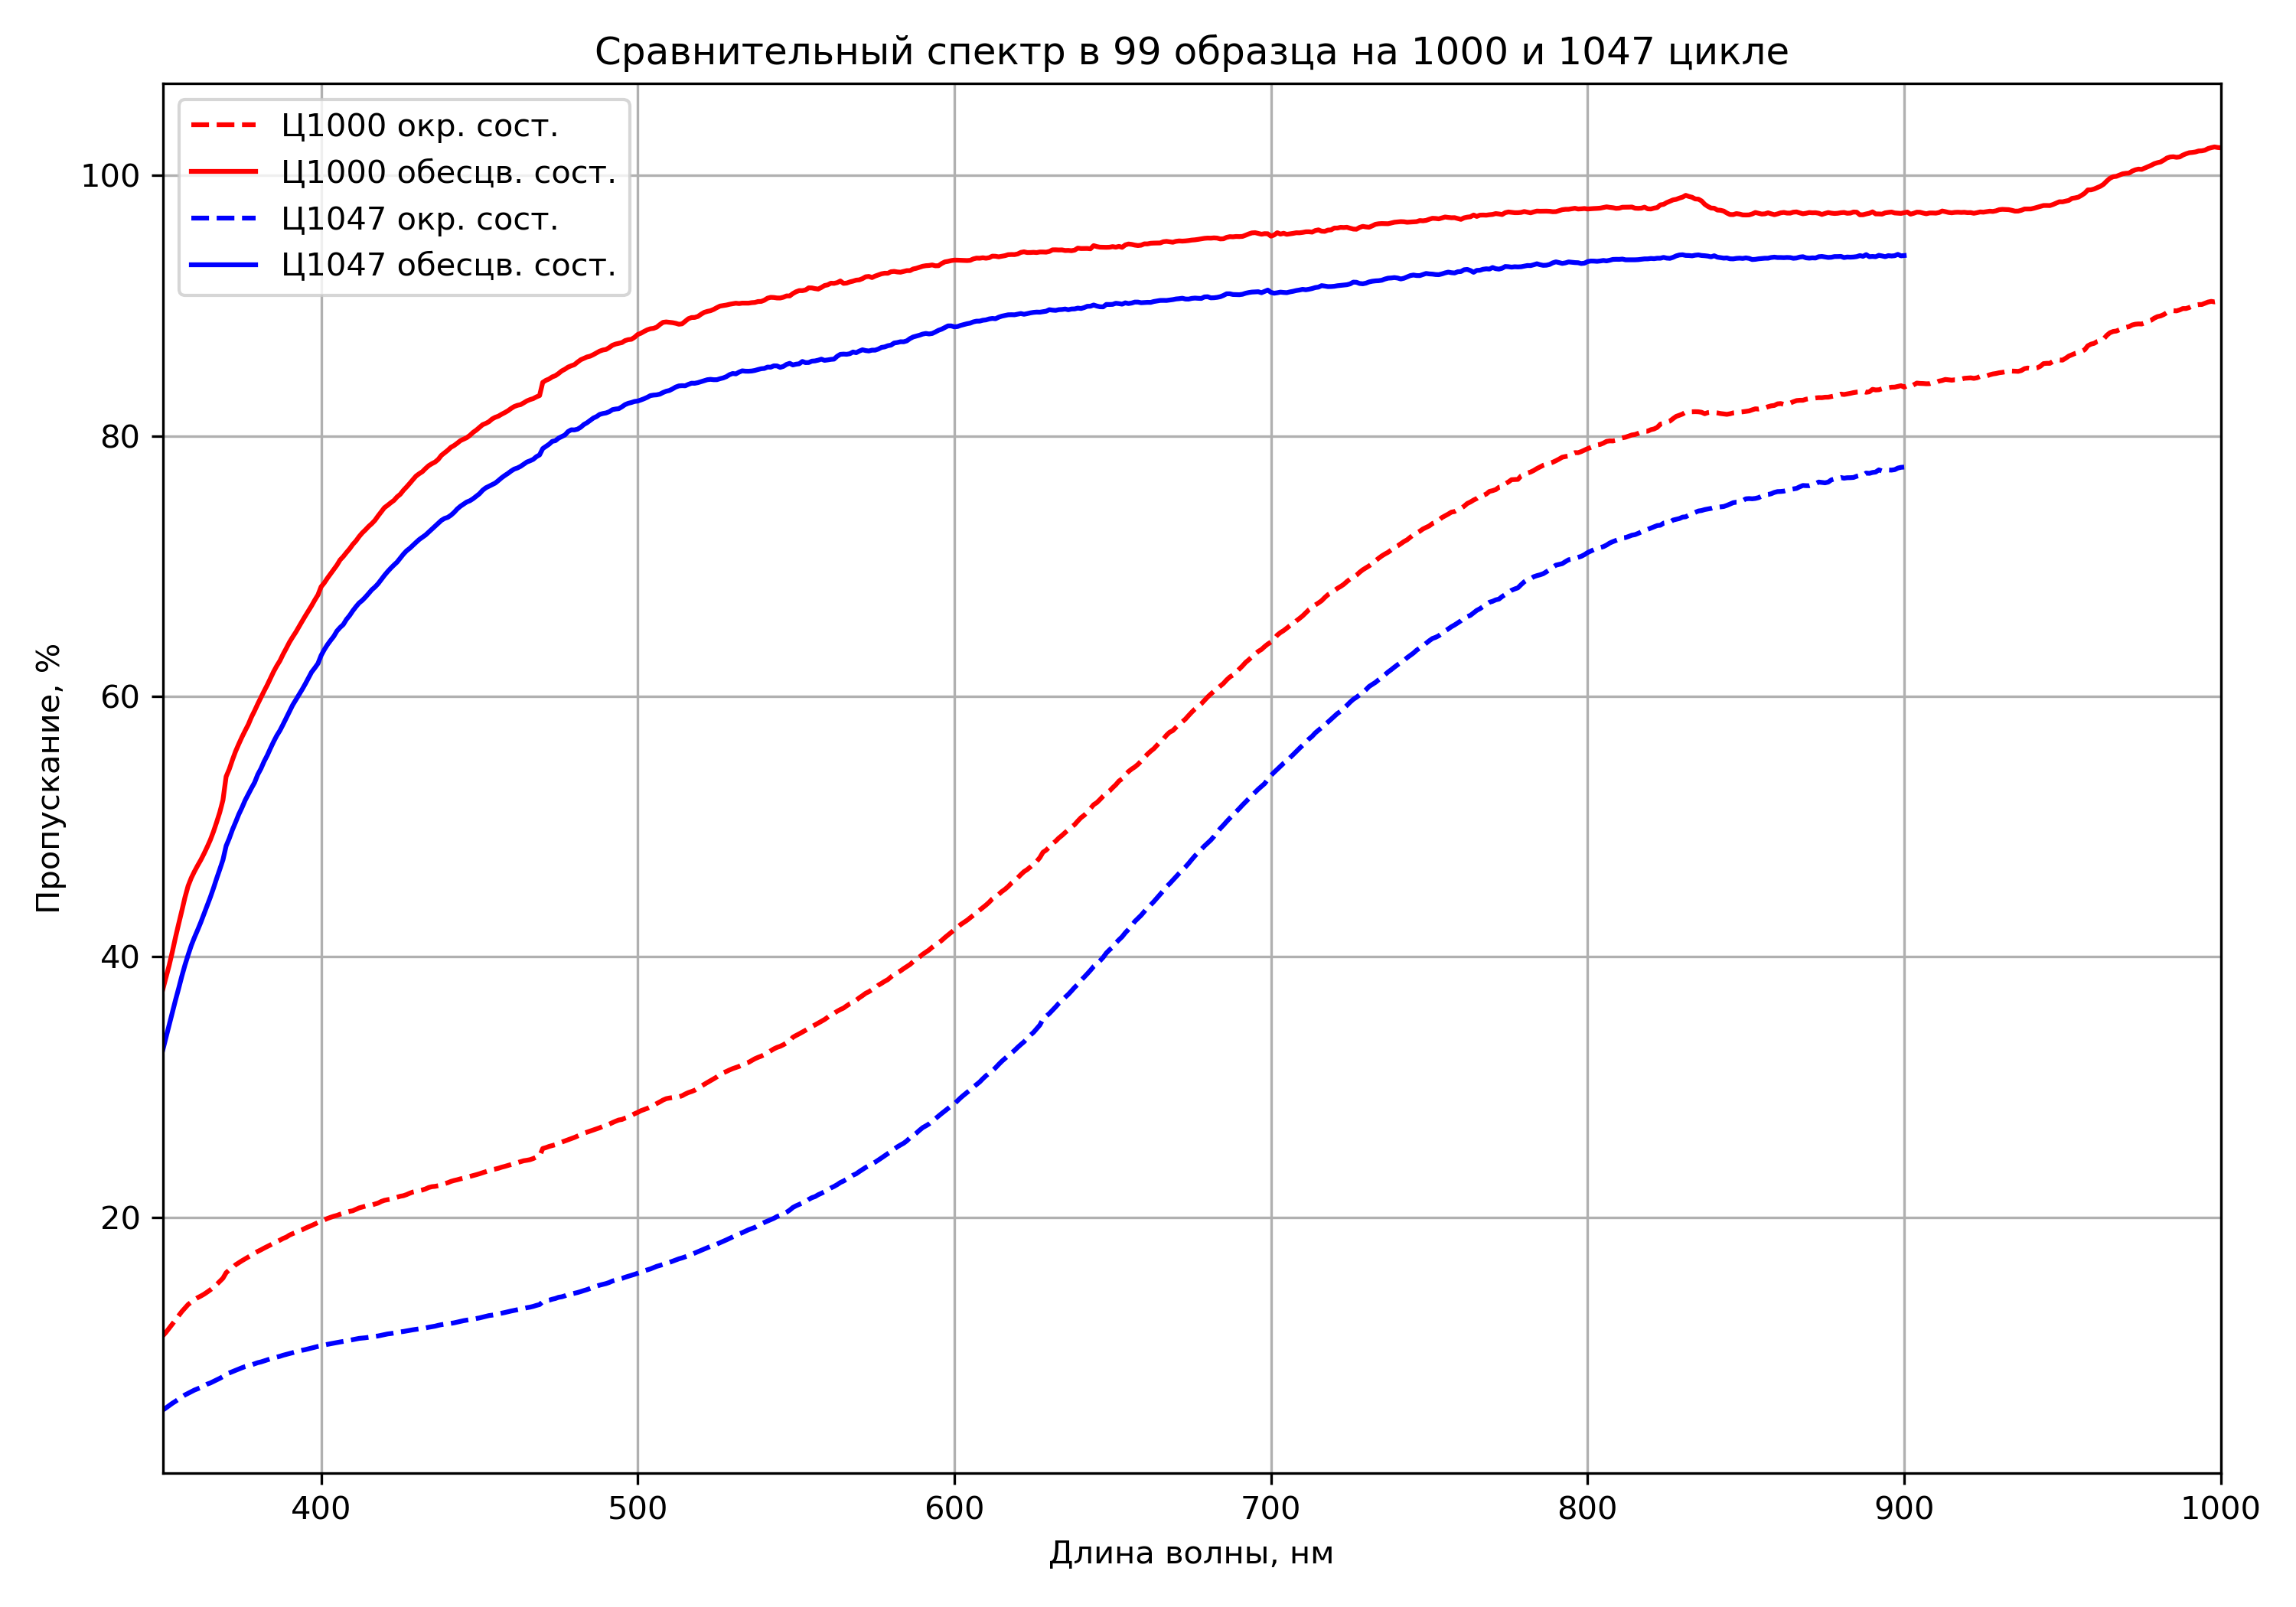 Сравнительный спектр в 99 образца на 1000 и 1047 цикле
Ц1000 окр. сост.
Ц1000 обесцв. сост.
Ц1047 окр. сост.
Ц1047 обесцв. сост.
100
80
60
40
20
Пропускание, %
400 500 600 700 800 900 1000
Длина волны, нм